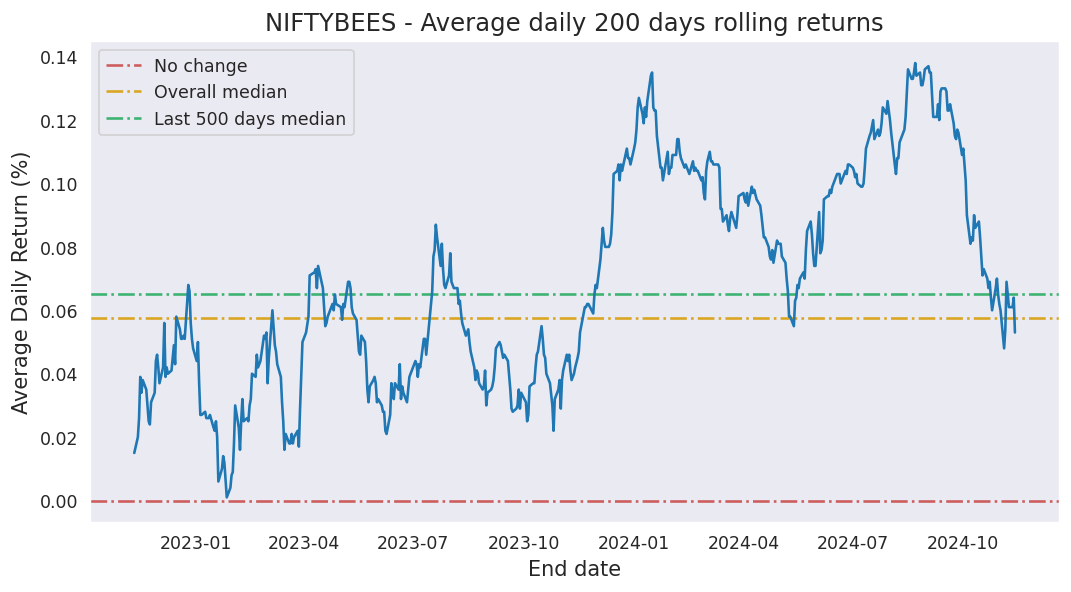 NIFTYBEES - Average daily 200 days rolling returns
No change
Overall median
Last 500 days median
Average Daily Return (%)
0.14
0.12
0.10
0.08
0.06
0.04
0.02
0.00
2023-01 2023-04 2023-07 2023-10 2024-01 2024-04 2024-07 2024-10
End date